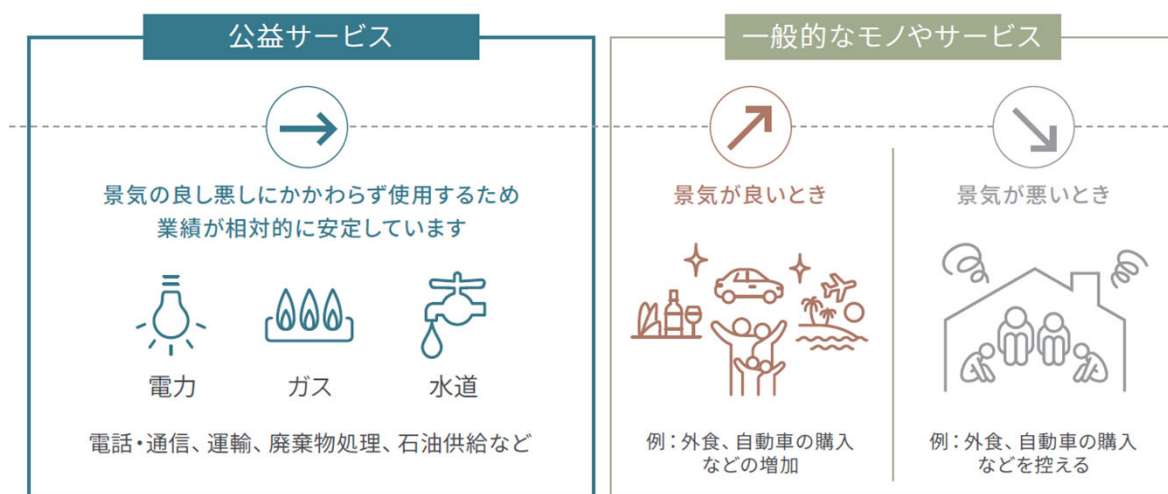 公益サービス
景気の良し悪しにかかわらず使用するため
業績が相対的に安定しています
電力
ガス
水道
電話・通信、運輸、廃棄物処理、石油供給など
一般的なモノやサービス
景気が良いとき
例：外食、自動車の購入
などの増加
景気が悪いとき
例：外食、自動車の購入
などを控える